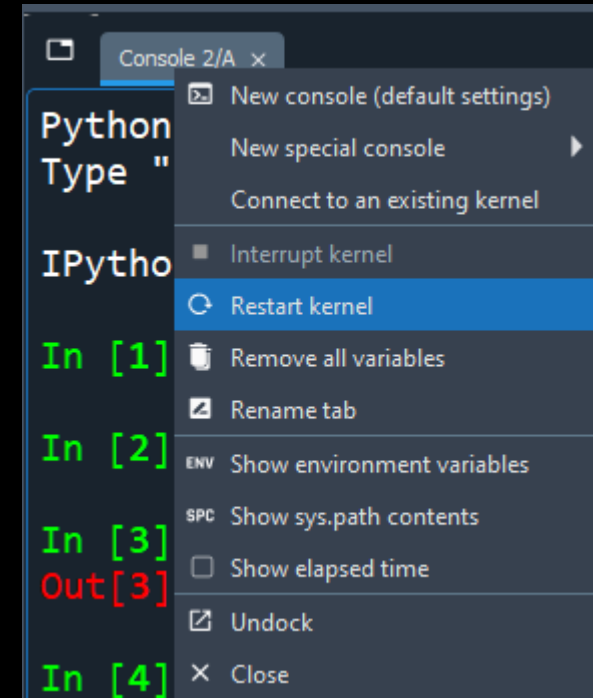 Console 2/A
New console (default settings)
Python
New special console
Type "
Connect to an existing kernel
IPytho
Interrupt kernel
Restart kernel
In [1]
Remove all variables
Rename tab
In [2]
ENV Show environment variables
SPC Show sys.path contents
In [3]
Show elapsed time
Out[3]
Undock
In [4]
Close